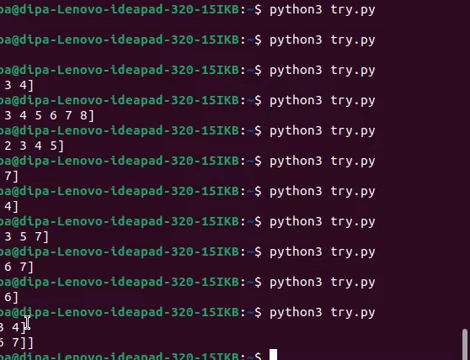 pa@dipa-Lenovo-ideapad-320-15IKB:~$ python3 try.py
pa@dipa-Lenovo-ideapad-320-15IKB:~$ python3 try.py
pa@dipa-Lenovo-ideapad-320-15IKB:~$ python3 try.py
3 4]
pa@dipa-Lenovo-ideapad-320-15IKB:~$ python3 try.py
3 4 5 6 7 8]
pa@dipa-Lenovo-ideapad-320-15IKB:~$ python3 try.py
2 3 4 5]
pa@dipa-Lenovo-ideapad-320-15IKB:~$ python3 try.py
7]
pa@dipa-Lenovo-ideapad-320-15IKB:~$ python3 try.py
4]
pa@dipa-Lenovo-ideapad-320-15IKB:~$ python3 try.py
3 5 7]
pa@dipa-Lenovo-ideapad-320-15IKB:~$ python3 try.py
6 7]
pa@dipa-Lenovo-ideapad-320-15IKB:~$ python3 try.py
6]
pa@dipa-Lenovo-ideapad-320-15IKB:~$ python3 try.py
3 4]
6 7]]
pa@dipa-Lenovo-ideapad-320-15IKB:~$